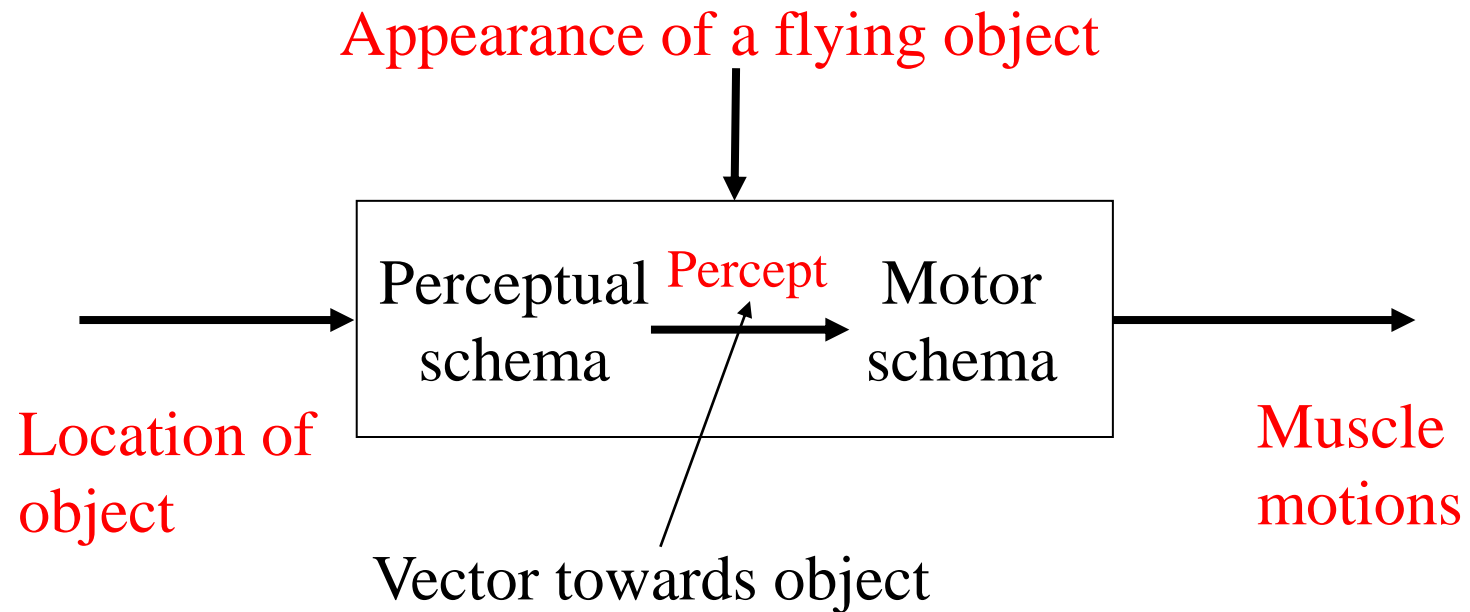 Appearance of a flying object
Perceptual
schema
Percept
Motor
schema
Location of
object
Muscle
motions
Vector towards object